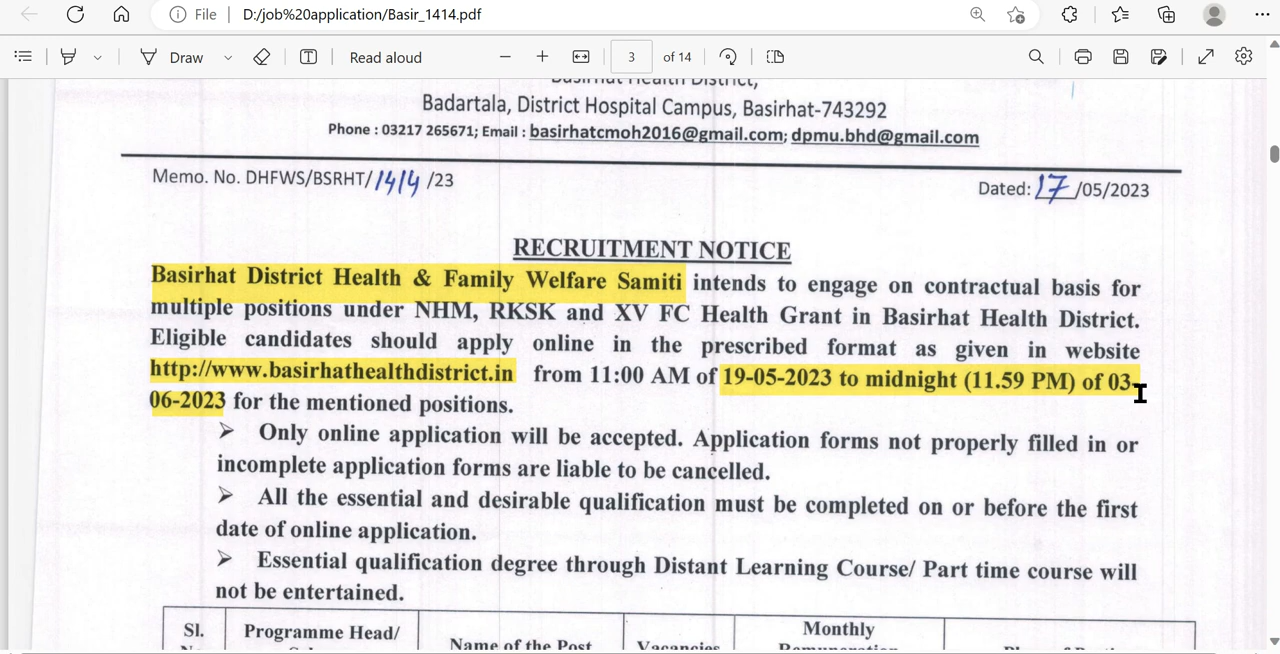 File D:/job%20application/Basir_1414.pdf
Draw Read aloud 3 of 14
Basirhat Health District,
Badartala, District Hospital Campus, Basirhat-743292
Phone : 03217 265671; Email : basirhatcmoh2016@gmail.com; dpmu.bhd@gmail.com
Memo. No. DHFWS/BSRHT/1414/23 Dated: 17/05/2023
RECRUITMENT NOTICE
Basirhat District Health & Family Welfare Samiti intends to engage on contractual basis for
multiple positions under NHM, RKSK and XV FC Health Grant in Basirhat Health District.
Eligible candidates should apply online in the prescribed format as given in website
http://www.basirhathealthdistrict.in from 11:00 AM of 19-05-2023 to midnight (11.59 PM) of 03-
06-2023 for the mentioned positions.
➢ Only online application will be accepted. Application forms not properly filled in or
incomplete application forms are liable to be cancelled.
➢ All the essential and desirable qualification must be completed on or before the first
date of online application.
➢ Essential qualification degree through Distant Learning Course/ Part time course will
not be entertained.
Sl. Programme Head/ Name of the Post Vacancies Monthly